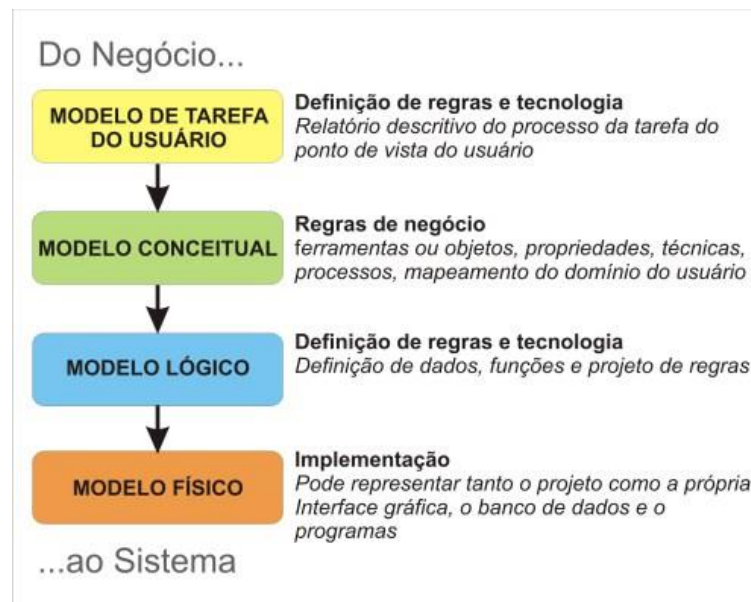 Do Negócio...
MODELO DE TAREFA
DO USUÁRIO
Definição de regras e tecnologia
Relatório descritivo do processo da tarefa do
ponto de vista do usuário
MODELO CONCEITUAL
Regras de negócio
ferramentas ou objetos, propriedades, técnicas,
processos, mapeamento do domínio do usuário
MODELO LÓGICO
Definição de regras e tecnologia
Definição de dados, funções e projeto de regras
MODELO FÍSICO
Implementação
Pode representar tanto o projeto como a própria
Interface gráfica, o banco de dados e o
programas
...ao Sistema